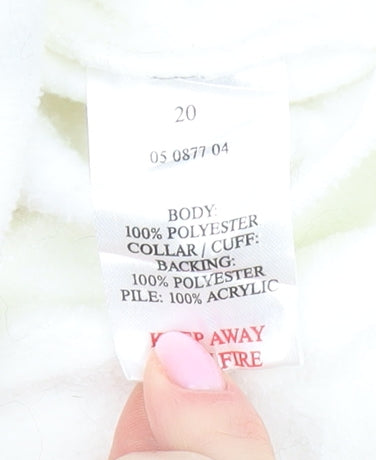 20
05 0877 04
BODY:
100% POLYESTER
COLLAR / CUFF:
BACKING:
100% POLYESTER
PILE: 100% ACRYLIC
AWAY
FIRE